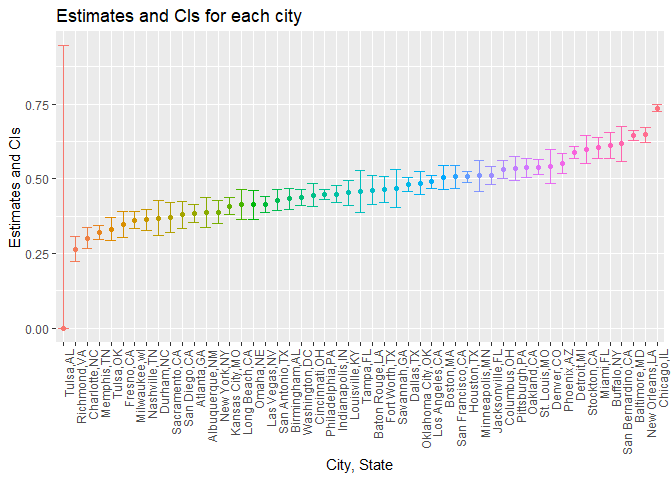 Estimates and CIs for each city
Estimates and CIs
0.75
0.50
0.25
0.00
Tulsa,AL
Richmond,VA
Charlotte,NC
Memphis,TN
Tulsa,OK
Fresno,CA
Milwaukee,wI
Nashville,TN
Durham,NC
Sacramento,CA
San Diego,CA
Atlanta,GA
Albuquerque,NM
New York,NY
Kansas City,MO
Long Beach,CA
Omaha,NE
Las Vegas,NV
San Antonio,TX
Birmingham,AL
Washington,DC
Cincinnati,OH
Philadelphia,PA
Indianapolis,IN
Louisville,KY
Tampa,FL
Baton Rouge,LA
Fort Worth,TX
Savannah,GA
Dallas,TX
Oklahoma City,OK
Los Angeles,CA
Boston,MA
San Francisco,CA
Houston,TX
Minneapolis,MN
Jacksonville,FL
Columbus,OH
Pittsburgh,PA
Oakland,CA
St. Louis,MO
Denver,CO
Phoenix,AZ
Detroit,MI
Stockton,CA
Miami,FL
Buffalo,NY
San Bernardino,CA
Baltimore,MD
New Orleans,LA
Chicago,IL
City, State